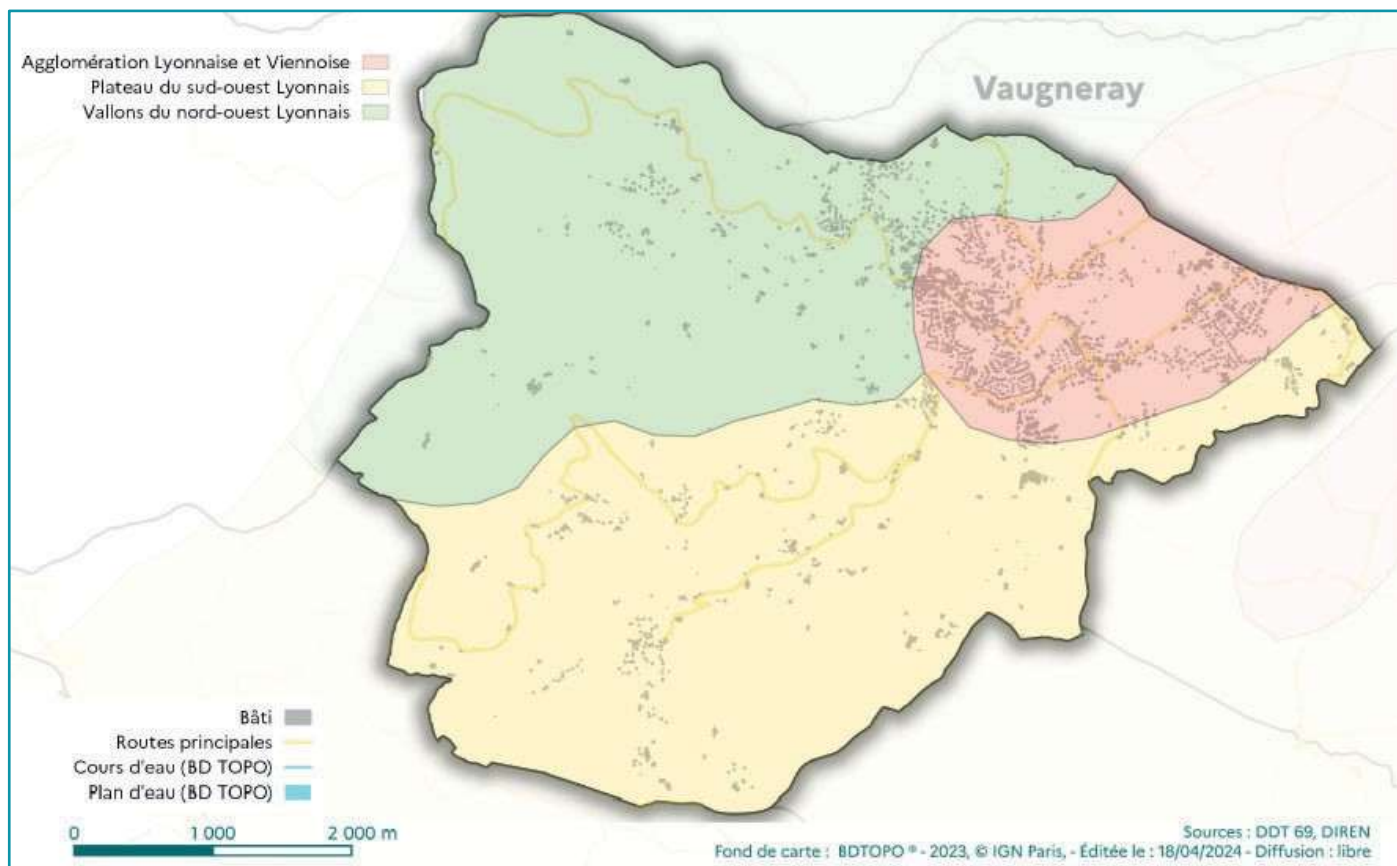 Agglomération Lyonnaise et Viennoise
Plateau du sud-ouest Lyonnais
Vallons du nord-ouest Lyonnais
Vaugneray
Bâti
Routes principales
Cours d'eau (BD TOPO)
Plan d'eau (BD TOPO)
0 1 000 2 000 m
Sources : DDT 69, DIREN
Fond de carte : BDTOPO ® - 2023, © IGN Paris, - Éditée le : 18/04/2024 - Diffusion : libre